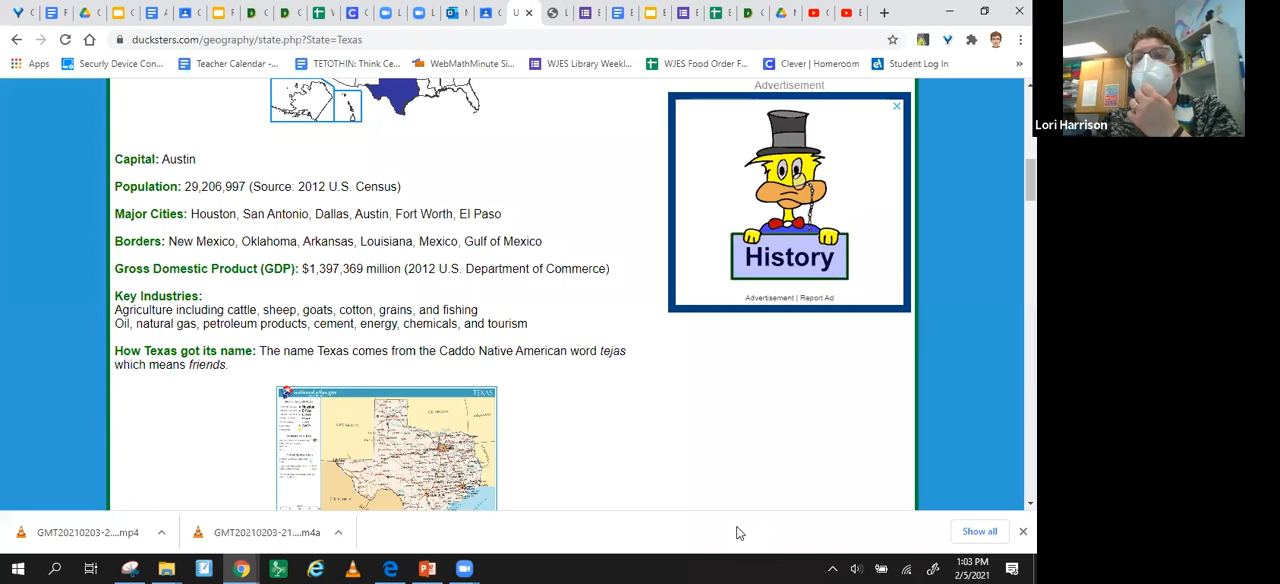 ducksters.com/geography/state.php?State=Texas
Apps
Securly Device Con...
Teacher Calendar -...
TETOTHIN: Think Ce...
WebMathMinute Si...
WJES Library Weekl...
WJES Food Order F...
Clever | Homeroom
Student Log In
»
Lori Harrison
Advertisement
Capital: Austin
Population: 29,206,997 (Source: 2012 U.S. Census)
Major Cities: Houston, San Antonio, Dallas, Austin, Fort Worth, El Paso
Borders: New Mexico, Oklahoma, Arkansas, Louisiana, Mexico, Gulf of Mexico
Gross Domestic Product (GDP): $1,397,369 million (2012 U.S. Department of Commerce)
Key Industries:
Agriculture including cattle, sheep, goats, cotton, grains, and fishing
Oil, natural gas, petroleum products, cement, energy, chemicals, and tourism
How Texas got its name: The name Texas comes from the Caddo Native American word tejas
which means friends.
History
Advertisement | Report Ad
TEXAS
GMT20210203-2....mp4
GMT20210203-21....m4a
Show all
1:03 PM
2/5/2021